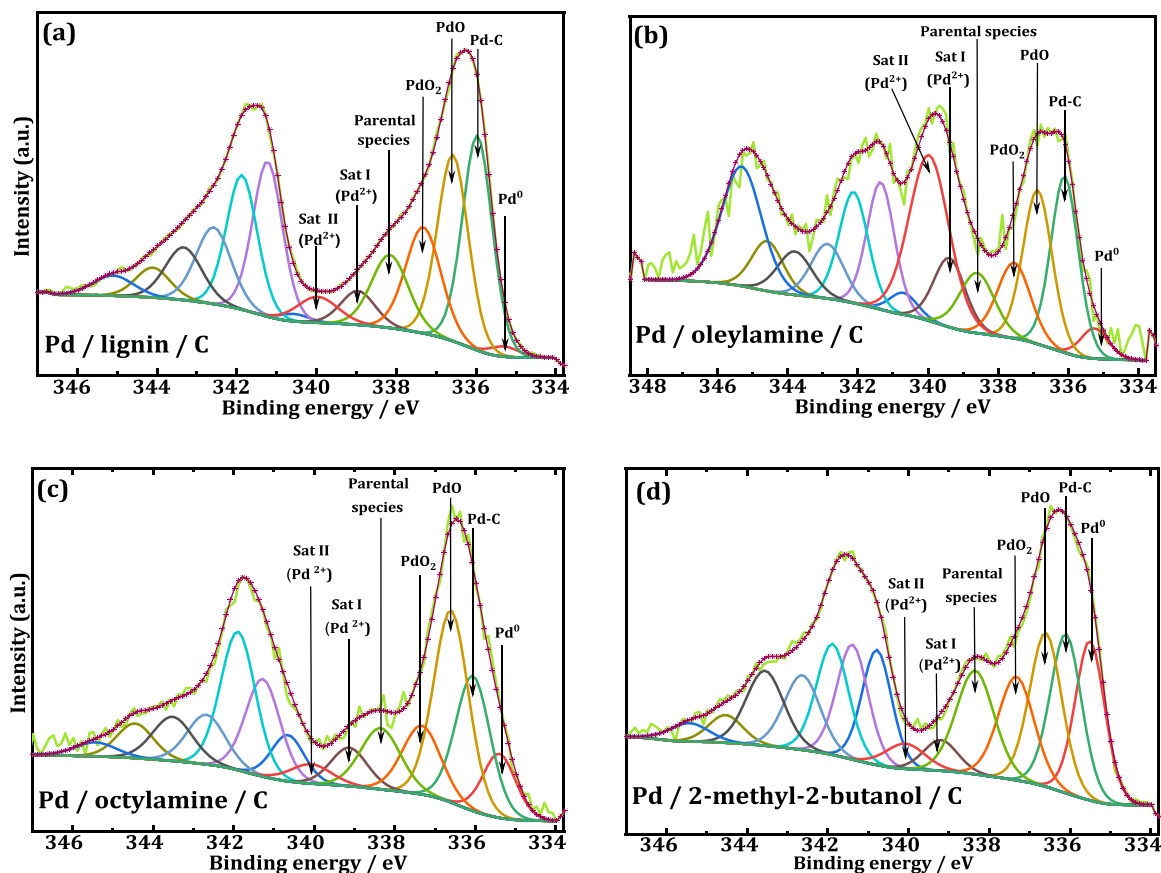 (a)
PdO
Pd-C
PdO₂
Parental
species
Sat I
(Pd²⁺)
Sat II
(Pd²⁺)
Pd⁰
Intensity (a.u.)
Pd / lignin / C
346 344 342 340 338 336 334
Binding energy / eV
(b)
Parental species
Sat II
(Pd²⁺)
Sat I
(Pd²⁺)
PdO
Pd-C
PdO₂
Pd⁰
Pd / oleylamine / C
348 346 344 342 340 338 336 334
Binding energy / eV
(c)
Parental
species
PdO
Pd-C
Sat II
(Pd ²⁺)
PdO₂
Sat I
(Pd ²⁺)
Pd⁰
Intensity (a.u.)
Pd / octylamine / C
346 344 342 340 338 336 334
Binding energy / eV
(d)
Pd-C
PdO
Pd⁰
PdO₂
Sat II
(Pd²⁺)
Parental
species
Sat I
(Pd²⁺)
Pd / 2-methyl-2-butanol / C
346 344 342 340 338 336 334
Binding energy / eV